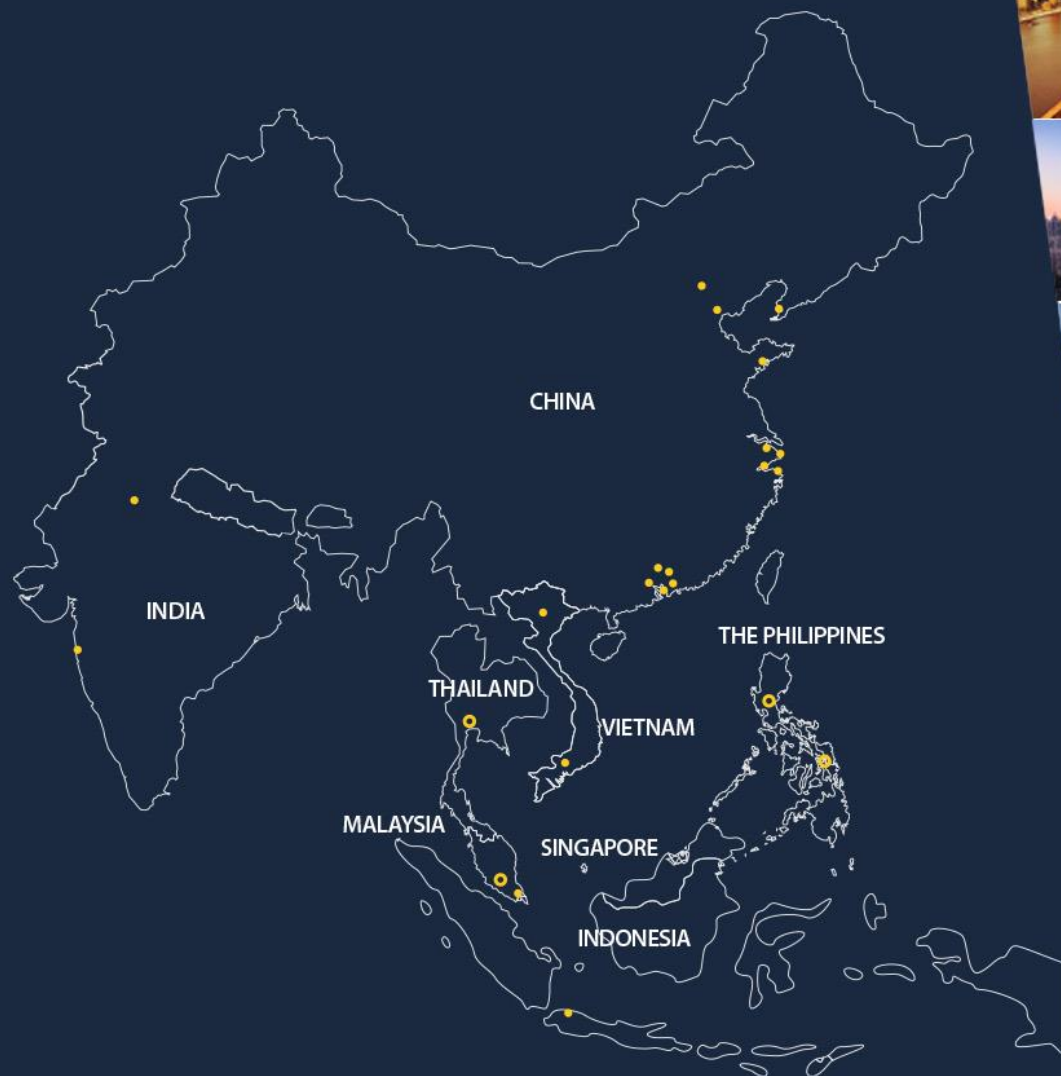 CHINA
INDIA
THE PHILIPPINES
THAILAND
VIETNAM
MALAYSIA
SINGAPORE
INDONESIA